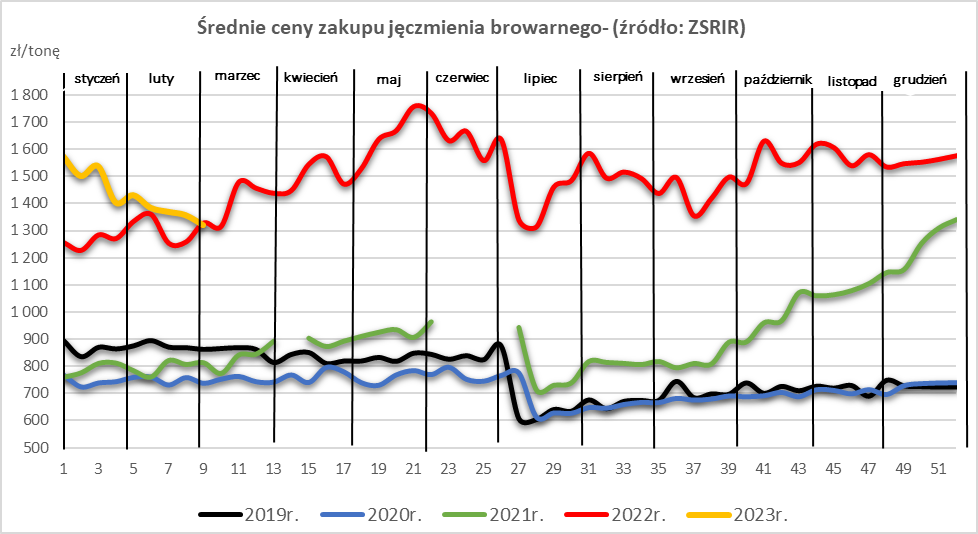 Średnie ceny zakupu jęczmienia browarnego- (źródło: ZSRIR)
zł/tonę
styczeń luty marzec kwiecień maj czerwiec lipiec sierpień wrzesień październik listopad grudzień
1 800
1 700
1 600
1 500
1 400
1 300
1 200
1 100
1 000
900
800
700
600
500
1 3 5 7 9 11 13 15 17 19 21 23 25 27 29 31 33 35 37 39 41 43 45 47 49 51
2019r. 2020r. 2021r. 2022r. 2023r.